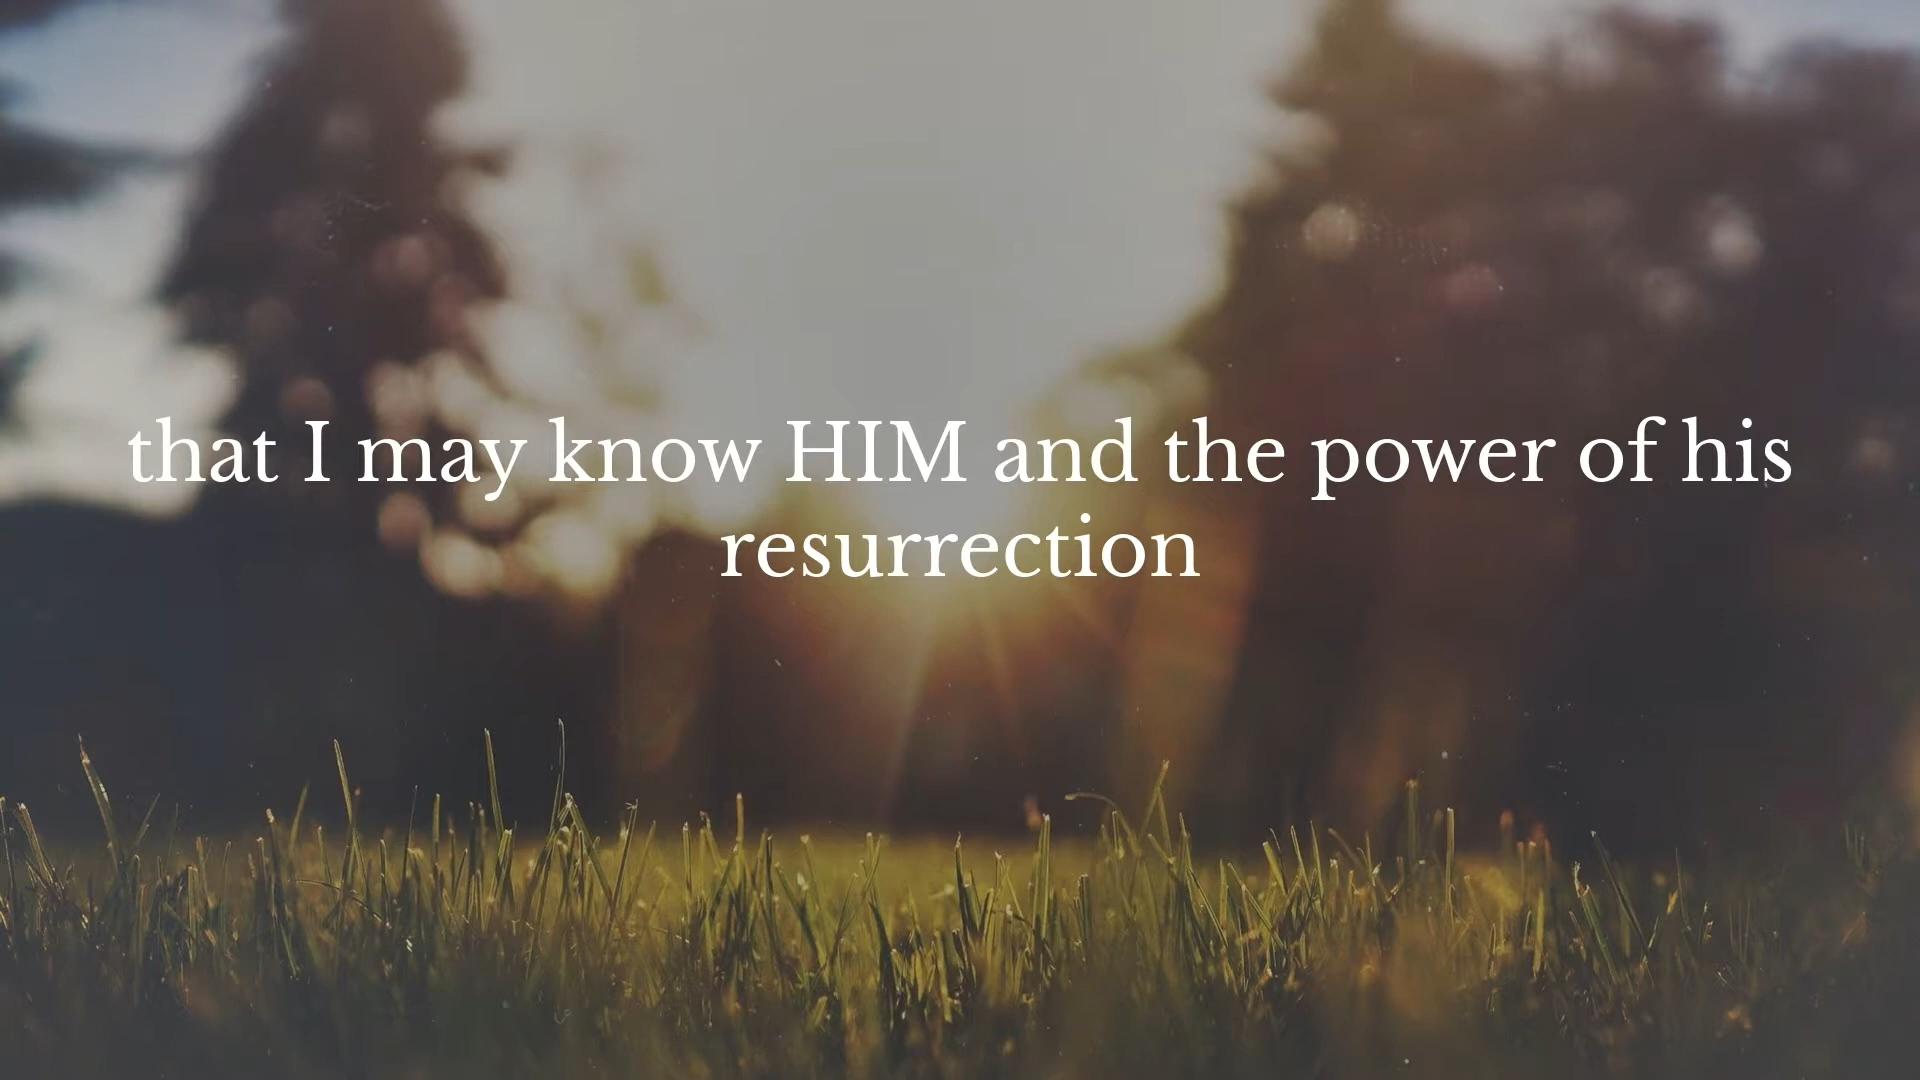 that I may know HIM and the power of his
resurrection